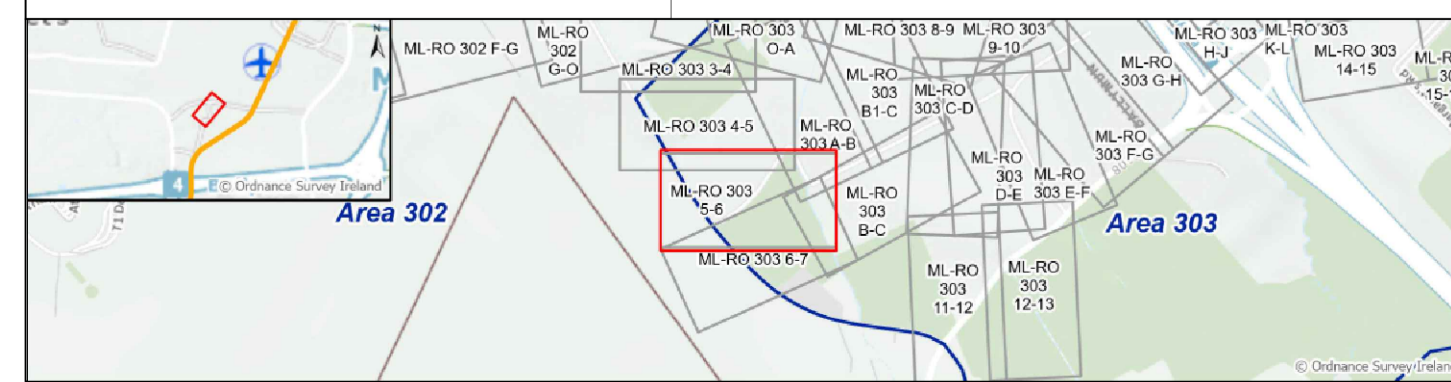 N
4
© Ordnance Survey Ireland
ML-RO 302 F-G
ML-RO
302
G-O
ML-RO 303
O-A
ML-RO 303 3-4
ML-RO 303 8-9
ML-RO 303
9-10
ML-RO 303
H-J
ML-RO 303
K-L
ML-RO 303
14-15
ML-RO
303 G-H
ML-RO
303
B1-C
ML-RO
303 C-D
ML-RO 303 4-5
ML-RO
303 A-B
ML-RO
303 F-G
ML-RO
303
D-E
ML-RO
303 E-F
ML-RO 303
5-6
ML-RO
303
B-C
Area 302
Area 303
ML-RO 303 6-7
ML-RO
303
11-12
ML-RO
303
12-13
© Ordnance Survey Irelan